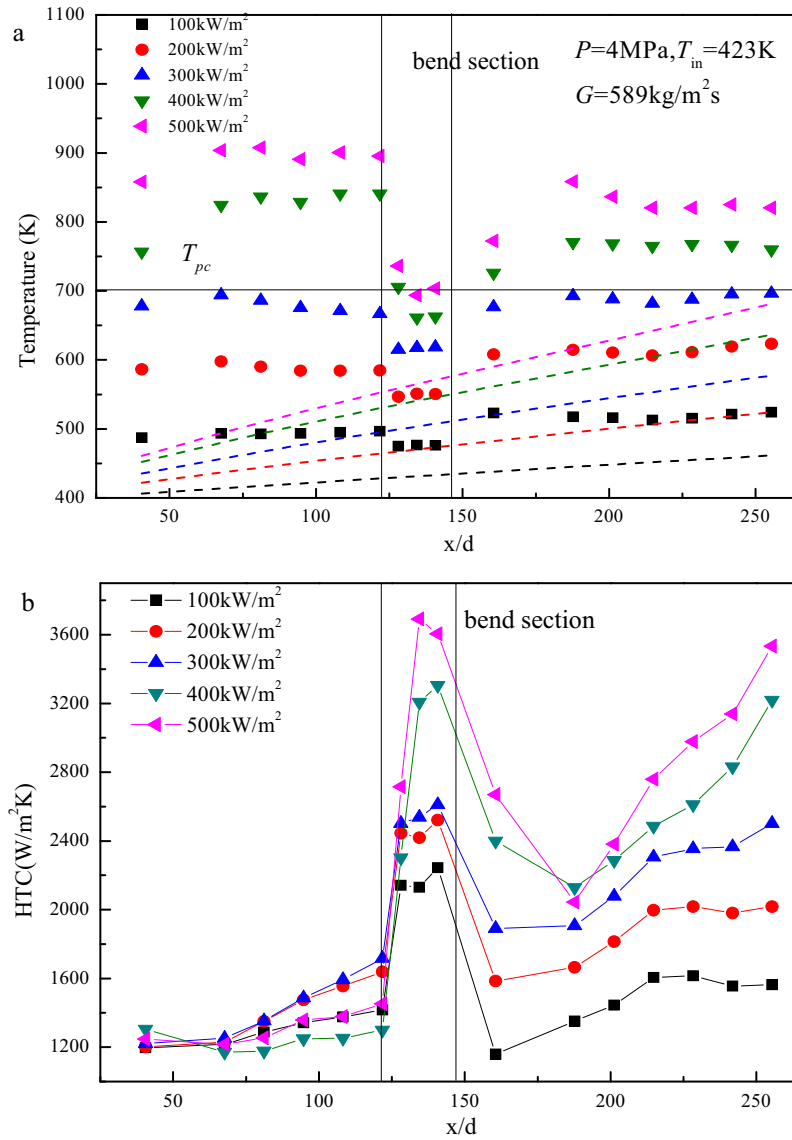 a
1100
1000
900
800
700
600
500
400
Temperature (K)
100kW/m²
200kW/m²
300kW/m²
400kW/m²
500kW/m²
bend section
P=4MPa,T_in=423K
G=589kg/m²s
T_pc
50
100
150
200
250
x/d
b
3600
3200
2800
2400
2000
1600
1200
HTC(W/m²K)
100kW/m²
200kW/m²
300kW/m²
400kW/m²
500kW/m²
bend section
50
100
150
200
250
x/d